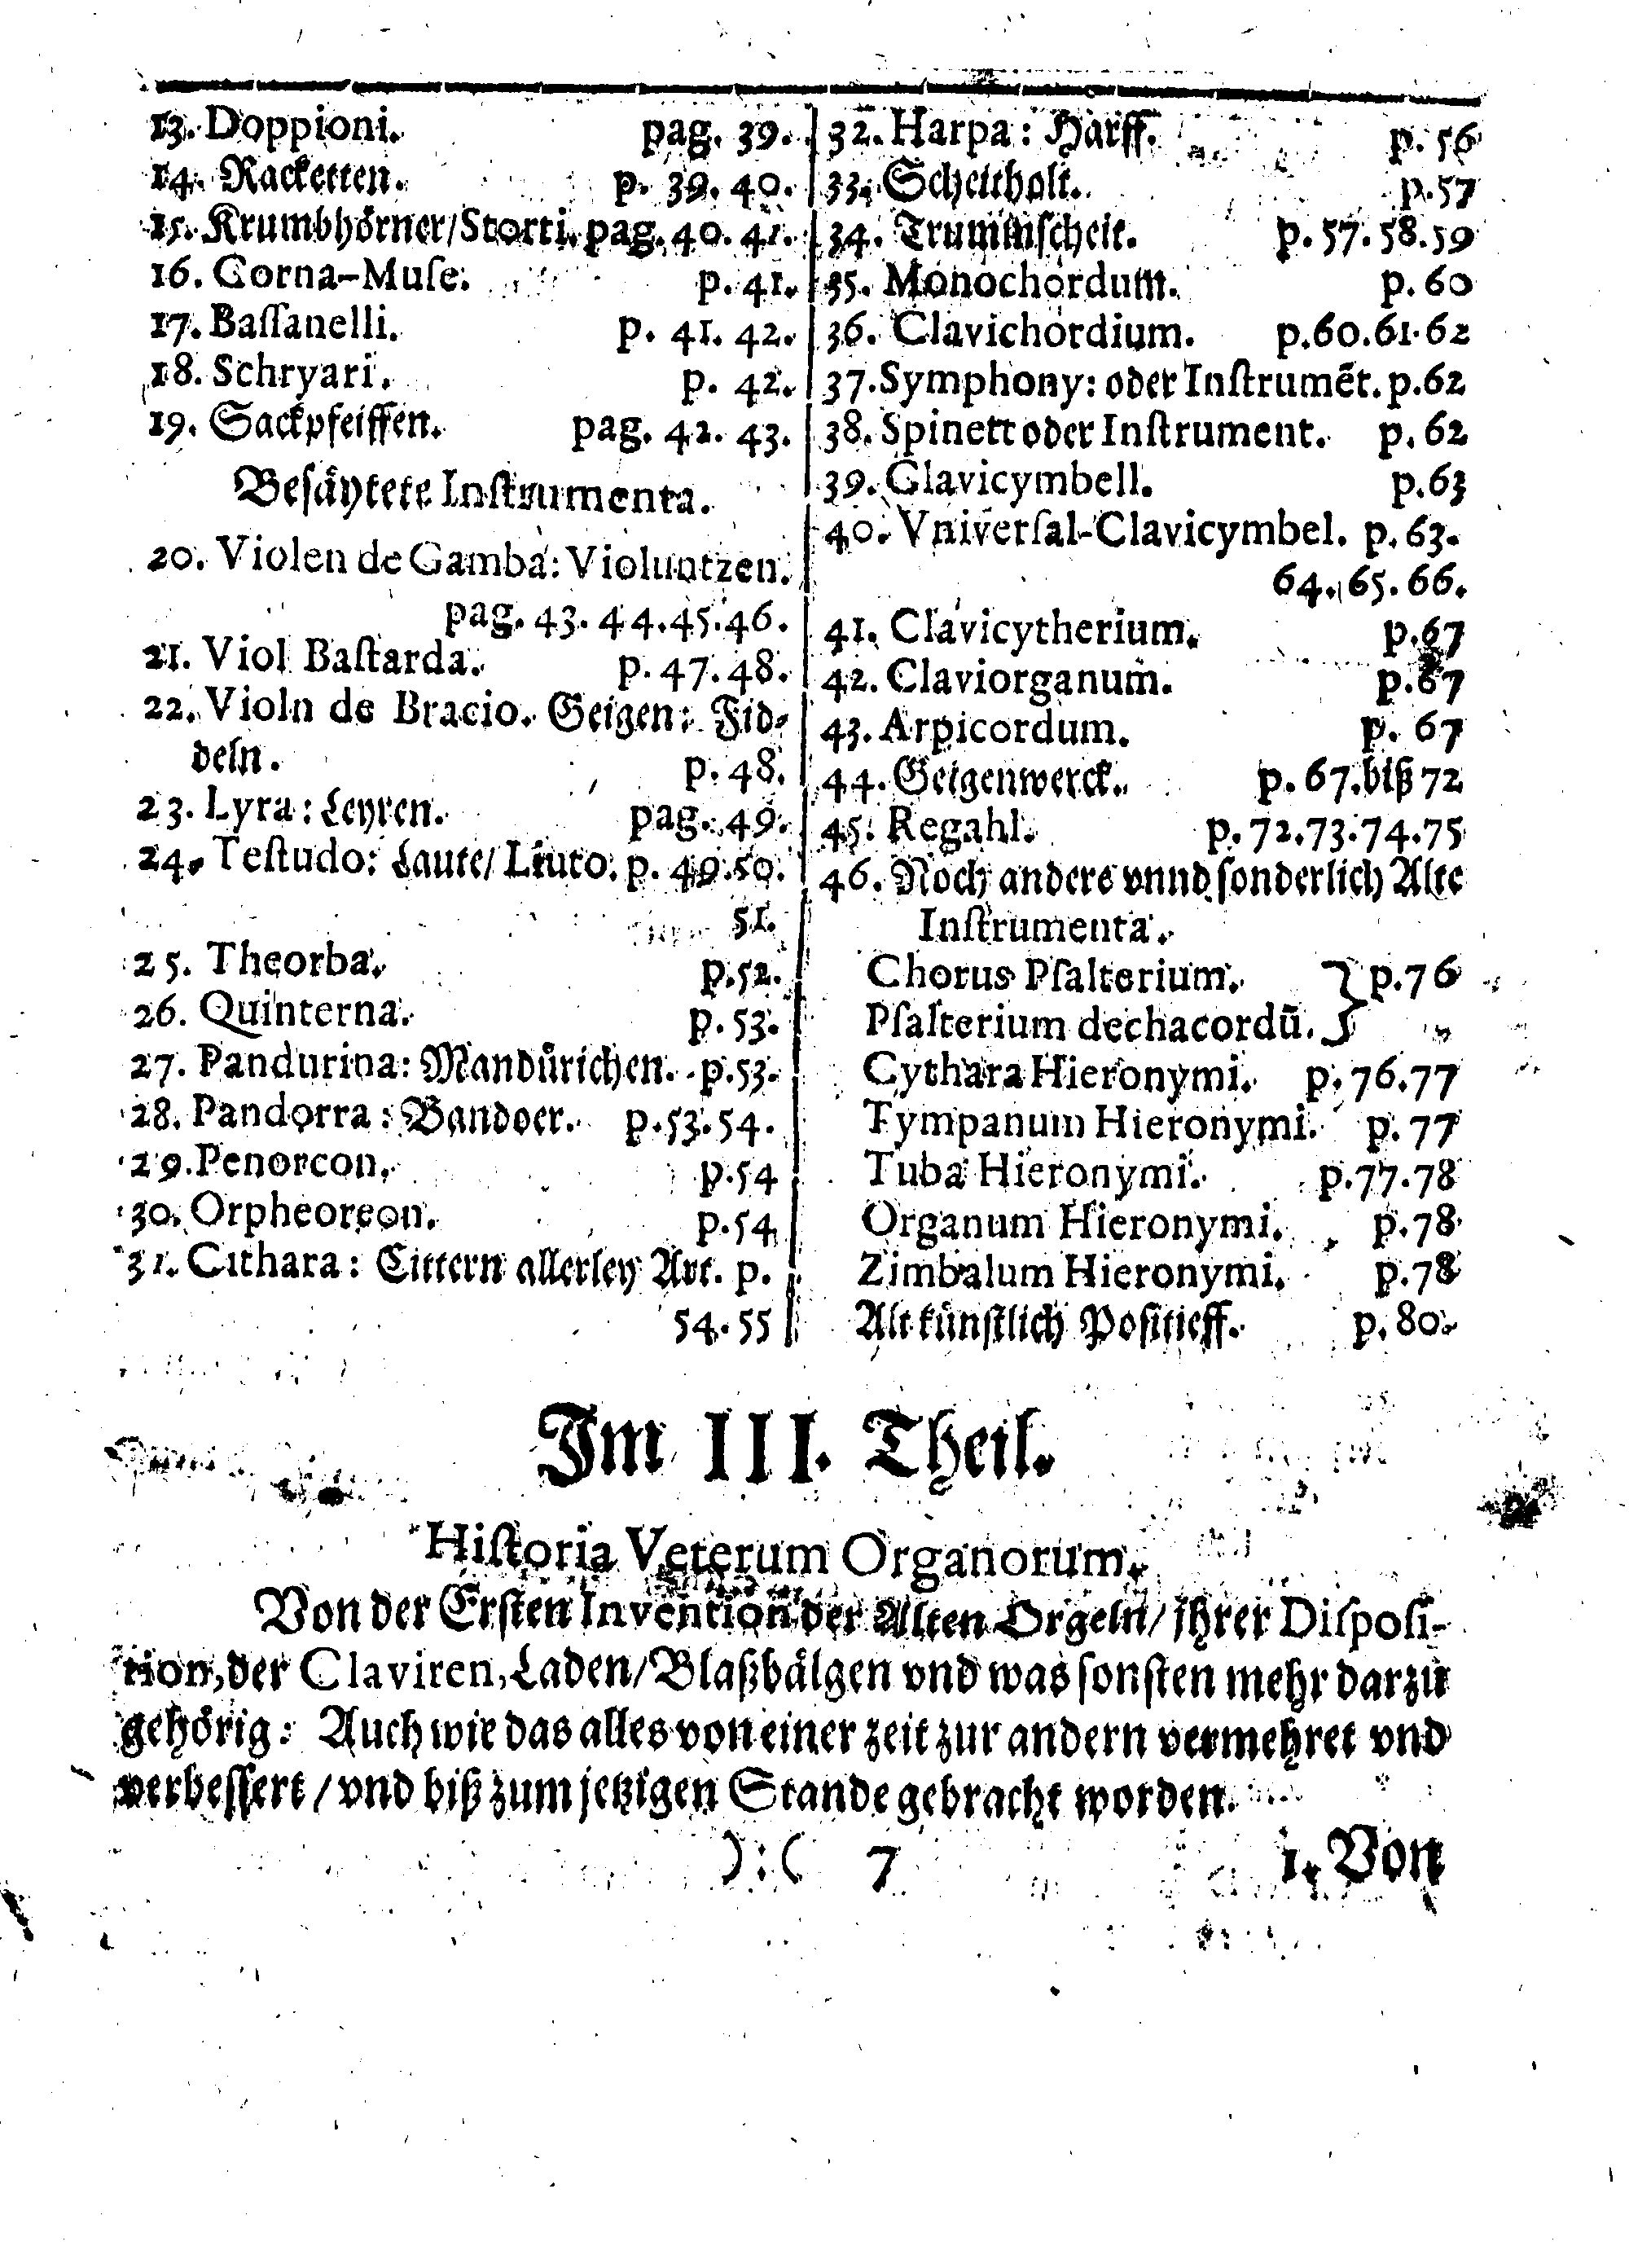 13. Doppioni. pag. 39.
14. Racketten. p. 39. 40.
15. Krumbhörner/Storti. pag. 40. 41.
16. Corna-Muſe. p. 41.
17. Baſſanelli. p. 41. 42.
18. Schryari. p. 42.
19. Sackpfeiffen. pag. 42. 43.
Beſäytete Inſtrumenta.
20. Violen de Gamba: Violuntzen.
pag. 43. 44. 45. 46.
21. Viol Baſtarda. p. 47. 48.
22. Violn de Bracio. Geigen: Fid-
deln. p. 48.
23. Lyra: Leyren. pag. 49.
24. Teſtudo: Laute/ Liuto. p. 49. 50.
51.
25. Theorba. p. 52.
26. Quinterna. p. 53.
27. Pandurina: Mandürichen. p. 53.
28. Pandorra: Bandoer. p. 53. 54.
29. Penorcon. p. 54
30. Orpheoreon. p. 54
31. Cithara: Cittern allerley Art. p.
54. 55
32. Harpa: Harff. p. 56
33. Scheitholt. p. 57
34. Trummſcheit. p. 57. 58. 59
35. Monochordum. p. 60
36. Clavichordium. p. 60. 61. 62
37. Symphony: oder Inſtrumẽt. p. 62
38. Spinett oder Inſtrument. p. 62
39. Clavicymbell. p. 63
40. Vniverſal-Clavicymbel. p. 63.
64. 65. 66.
41. Clavicytherium. p. 67
42. Claviorganum. p. 67
43. Arpicordum. p. 67
44. Geigenwerck. p. 67. biß 72
45. Regahl. p. 72. 73. 74. 75
46. Noch andere vnnd ſonderlich Alte
Inſtrumenta.
Chorus Pſalterium. } p. 76
Pſalterium dechacordũ.
Cythara Hieronymi. p. 76. 77
Tympanum Hieronymi. p. 77
Tuba Hieronymi. p. 77. 78
Organum Hieronymi. p. 78
Zimbalum Hieronymi. p. 78
Alt künſtlich Poſitieff. p. 80.
Im III. Theil.
Hiſtoria Veterum Organorum.
Von der Erſten Invention der Alten Orgeln/ jhrer Diſpoſi-
tion, der Claviren, Laden/ Blaßbälgen vnd was ſonſten mehr darzu
gehörig: Auch wie das alles von einer zeit zur andern vermehret vnd
verbeſſert/ vnd biß zum jetzigen Stande gebracht worden.
):( 7 1. Von